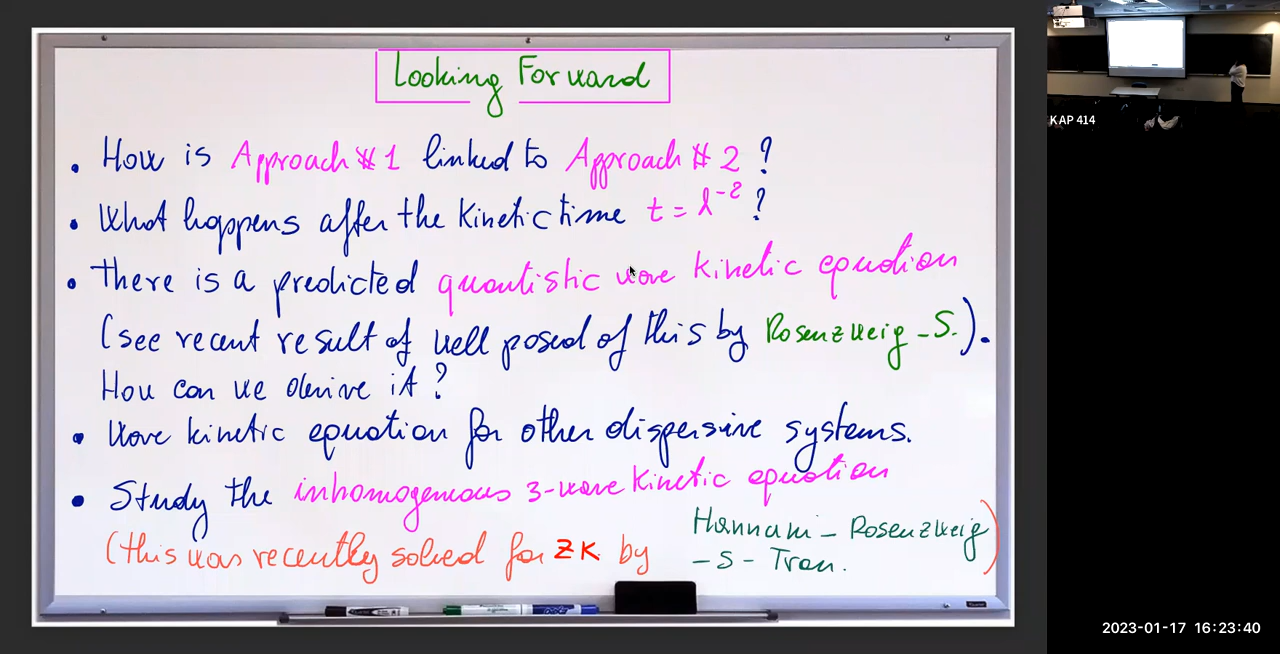 Looking Forward
• How is Approach #1 linked to Approach #2 ?
• What happens after the kinetic time t = λ⁻² ?
• There is a predicted quantistic wave kinetic equation
(see recent result of well posed of this by Rosenzweig - S.).
How can we derive it ?
• Wave kinetic equation for other dispersive systems.
• Study the inhomogenous 3-wave kinetic equation
(this was recently solved for ZK by Hannani - Rosenzweig
- S - Tran.)
KAP 414
2023-01-17 16:23:40